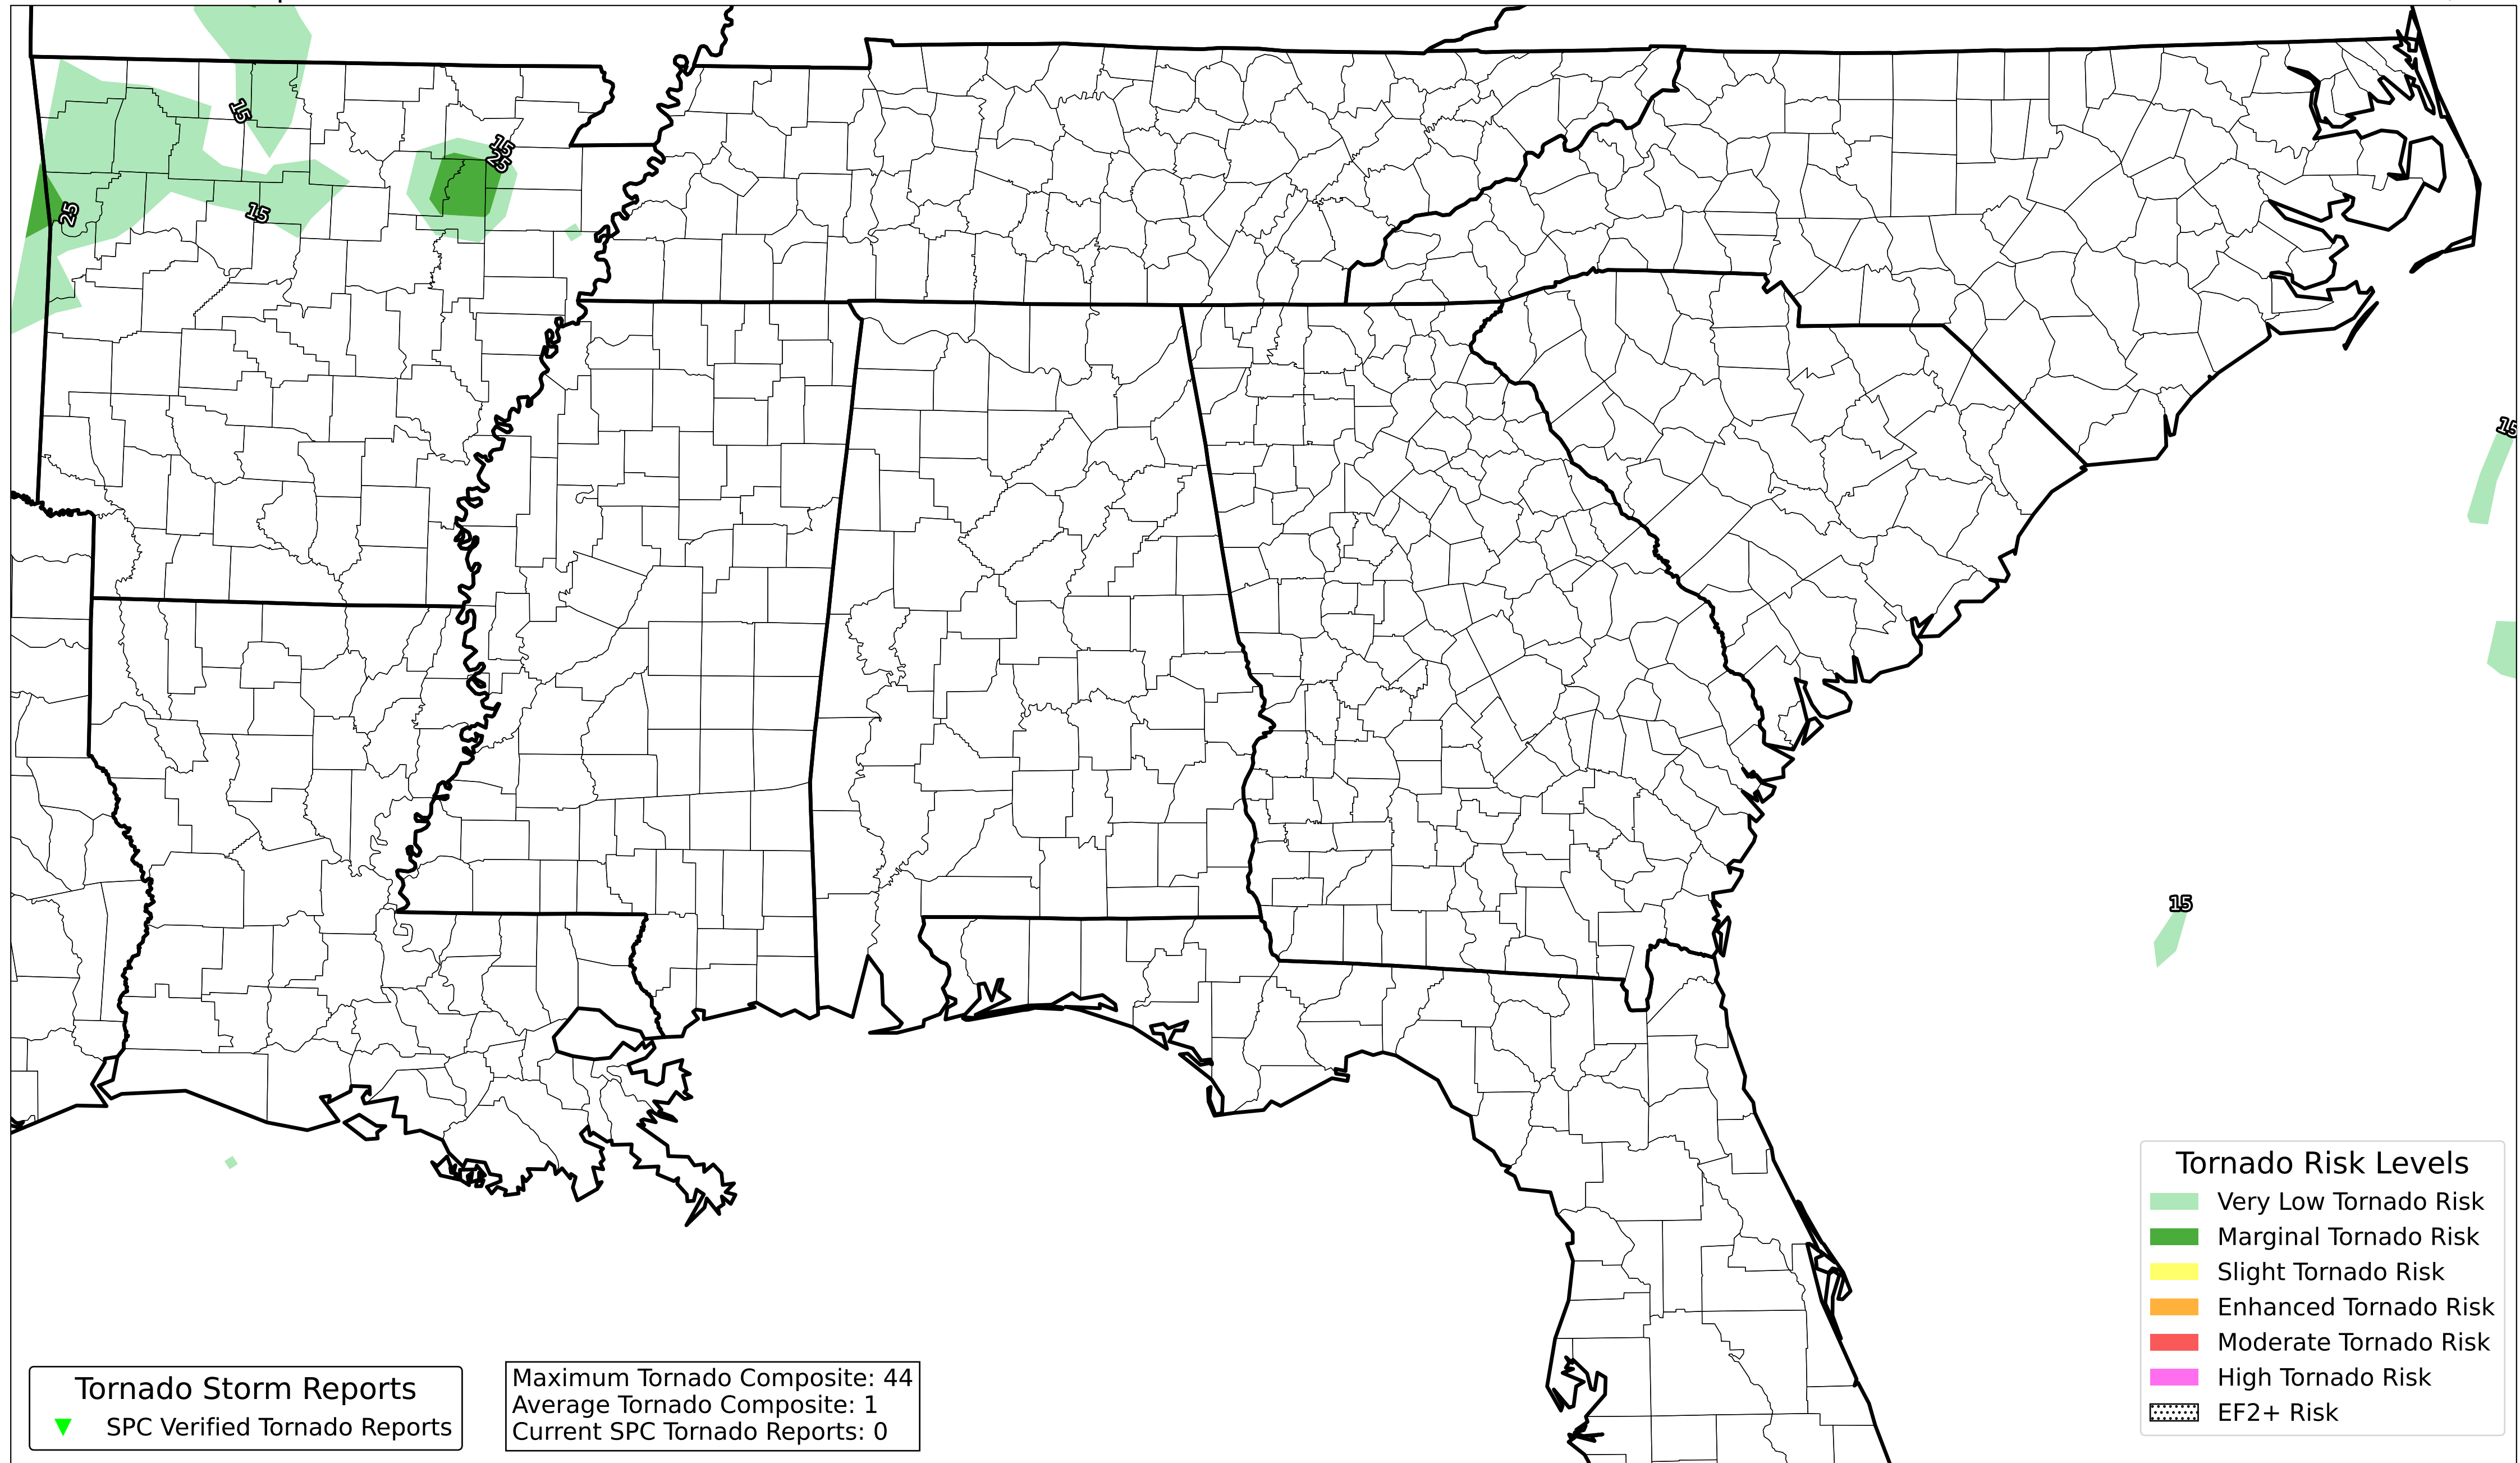 15
15
25
25
15
15
15
Tornado Risk Levels
Very Low Tornado Risk
Marginal Tornado Risk
Slight Tornado Risk
Enhanced Tornado Risk
Moderate Tornado Risk
High Tornado Risk
EF2+ Risk
Tornado Storm Reports
SPC Verified Tornado Reports
Maximum Tornado Composite: 44
Average Tornado Composite: 1
Current SPC Tornado Reports: 0